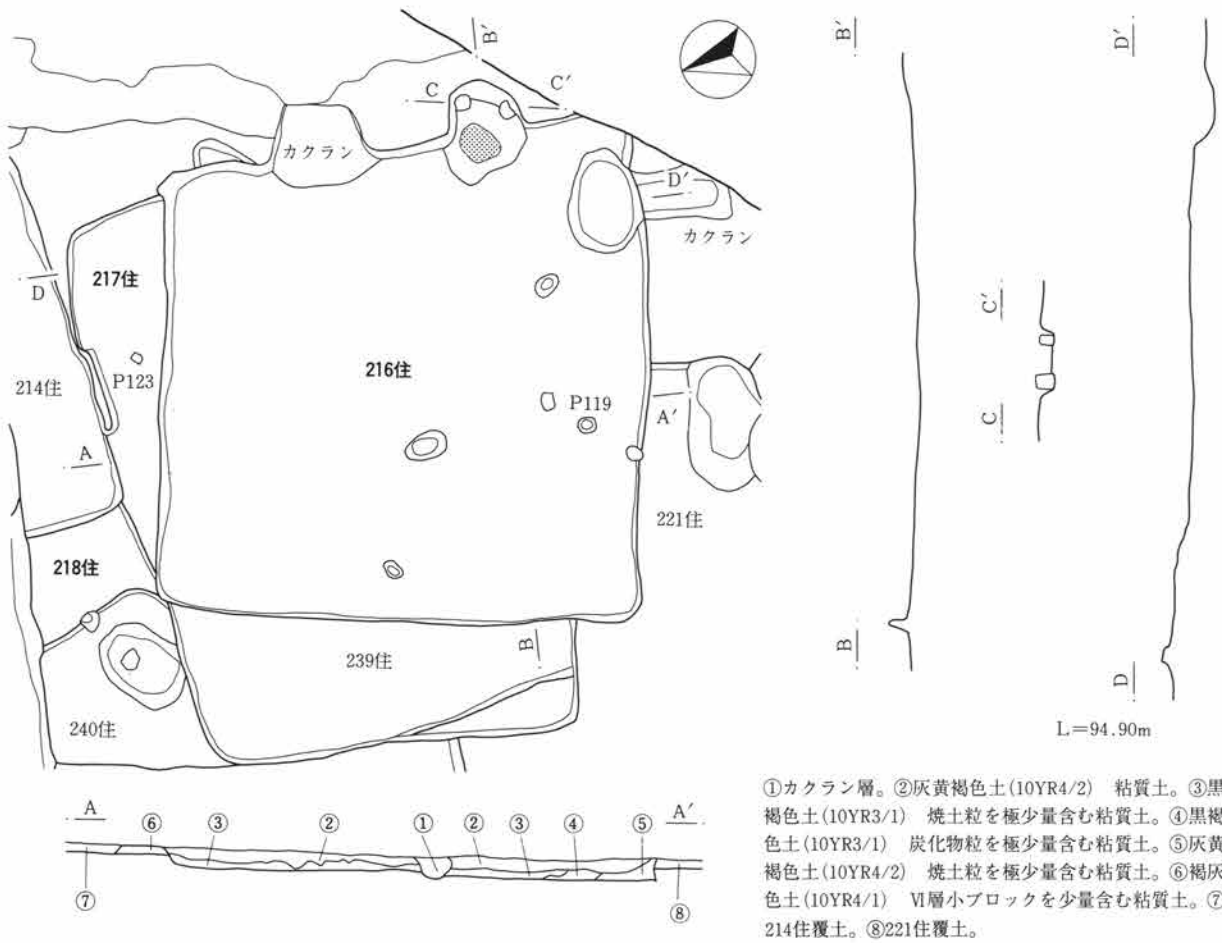 B′
C
C′
カクラン
D′
カクラン
217住
D
216住
214住
P123
P119
A′
A
221住
218住
B
239住
240住
B′
D′
C′
C
B
D
L=94.90m
A
⑥
③
②
①
②
③
④
⑤
A′
⑦
⑧
①カクラン層。②灰黄褐色土(10YR4/2) 粘質土。③黒
褐色土(10YR3/1) 焼土粒を極少量含む粘質土。④黒褐
色土(10YR3/1) 炭化物粒を極少量含む粘質土。⑤灰黄
褐色土(10YR4/2) 焼土粒を極少量含む粘質土。⑥褐灰
色土(10YR4/1) Ⅵ層小ブロックを少量含む粘質土。⑦
214住覆土。⑧221住覆土。